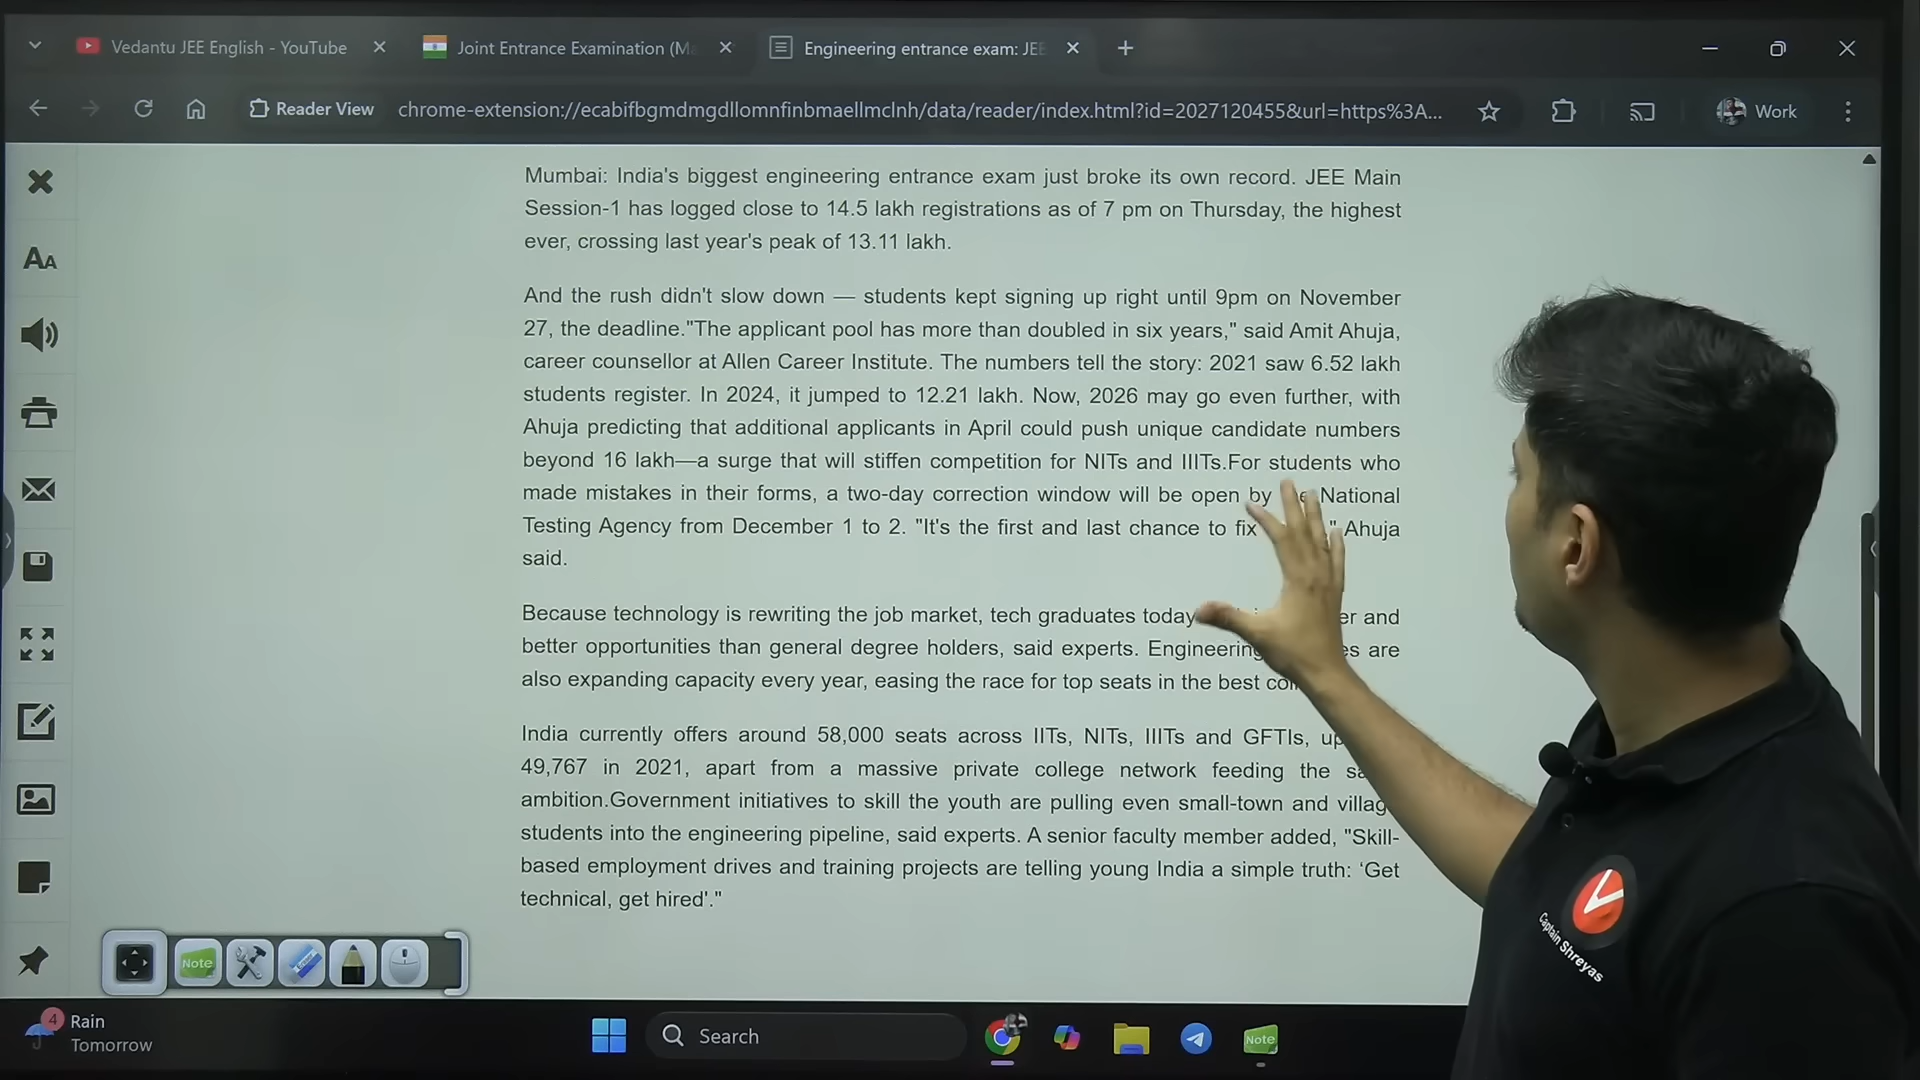 Vedantu JEE English - YouTube
Joint Entrance Examination (Ma
Engineering entrance exam: JEE
Reader View
chrome-extension://ecabifbgmdmgdllomnfinbmaellmclnh/data/reader/index.html?id=2027120455&url=https%3A...
Work
Mumbai: India's biggest engineering entrance exam just broke its own record. JEE Main
Session-1 has logged close to 14.5 lakh registrations as of 7 pm on Thursday, the highest
ever, crossing last year's peak of 13.11 lakh.
And the rush didn't slow down — students kept signing up right until 9pm on November
27, the deadline."The applicant pool has more than doubled in six years," said Amit Ahuja,
career counsellor at Allen Career Institute. The numbers tell the story: 2021 saw 6.52 lakh
students register. In 2024, it jumped to 12.21 lakh. Now, 2026 may go even further, with
Ahuja predicting that additional applicants in April could push unique candidate numbers
beyond 16 lakh—a surge that will stiffen competition for NITs and IIITs.For students who
made mistakes in their forms, a two-day correction window will be open by National
Testing Agency from December 1 to 2. "It's the first and last chance to fix " Ahuja
said.
Because technology is rewriting the job market, tech graduates today and
better opportunities than general degree holders, said experts. Engineering are
also expanding capacity every year, easing the race for top seats in the best
India currently offers around 58,000 seats across IITs, NITs, IIITs and GFTIs, up
49,767 in 2021, apart from a massive private college network feeding the
ambition.Government initiatives to skill the youth are pulling even small-town and villag
students into the engineering pipeline, said experts. A senior faculty member added, "Skill-
based employment drives and training projects are telling young India a simple truth: ‘Get
technical, get hired'."
AA
Note
4
Rain
Tomorrow
Search
Note
Captain Shreyas